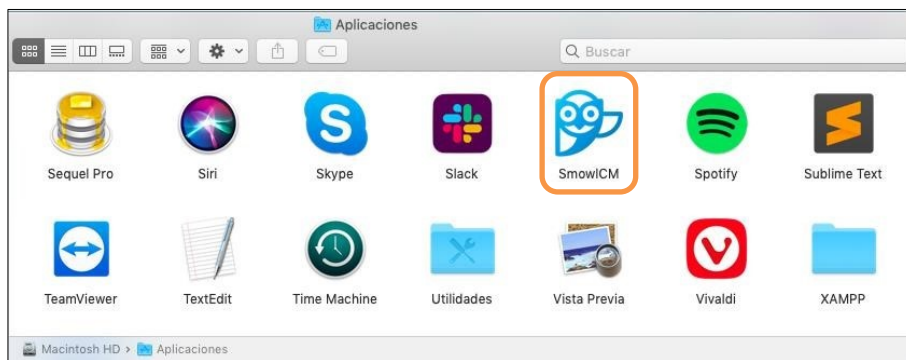 Aplicaciones
Buscar
Sequel Pro
Siri
Skype
Slack
SmowlCM
Spotify
Sublime Text
TeamViewer
TextEdit
Time Machine
Utilidades
Vista Previa
Vivaldi
XAMPP
Macintosh HD > Aplicaciones